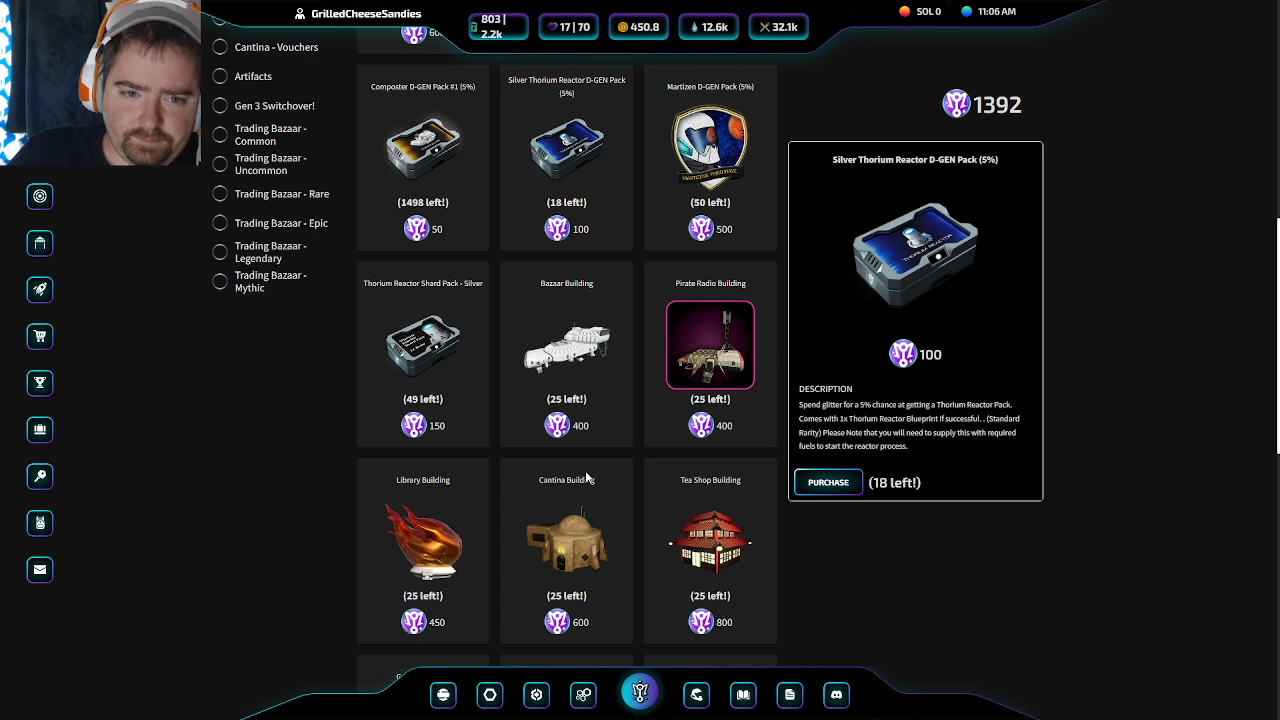 GrilledCheeseSandies
803 |
2.2k
17 | 70
450.8
12.6k
32.1k
SOL 0
11:06 AM
Cantina - Vouchers
Artifacts
Gen 3 Switchover!
Trading Bazaar -
Common
Trading Bazaar -
Uncommon
Trading Bazaar - Rare
Trading Bazaar - Epic
Trading Bazaar -
Legendary
Trading Bazaar -
Mythic
Composter D-GEN Pack #1 (5%)
(1498 left!)
50
Silver Thorium Reactor D-GEN Pack
(5%)
(18 left!)
100
Martizen D-GEN Pack (5%)
(50 left!)
500
Thorium Reactor Shard Pack - Silver
(49 left!)
150
Bazaar Building
(25 left!)
400
Pirate Radio Building
(25 left!)
400
Library Building
(25 left!)
450
Cantina Building
(25 left!)
600
Tea Shop Building
(25 left!)
800
1392
Silver Thorium Reactor D-GEN Pack (5%)
THORIUM REACTOR
100
DESCRIPTION
Spend glitter for a 5% chance at getting a Thorium Reactor Pack.
Comes with 1x Thorium Reactor Blueprint if successful. . (Standard
Rarity) Please Note that you will need to supply this with required
fuels to start the reactor process.
PURCHASE
(18 left!)